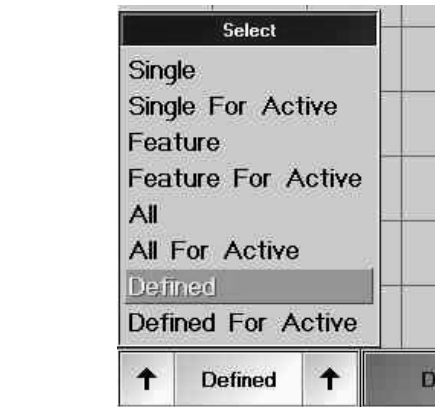 Select
Single
Single For Active
Feature
Feature For Active
All
All For Active
Defined
Defined For Active
↑ Defined ↑ D